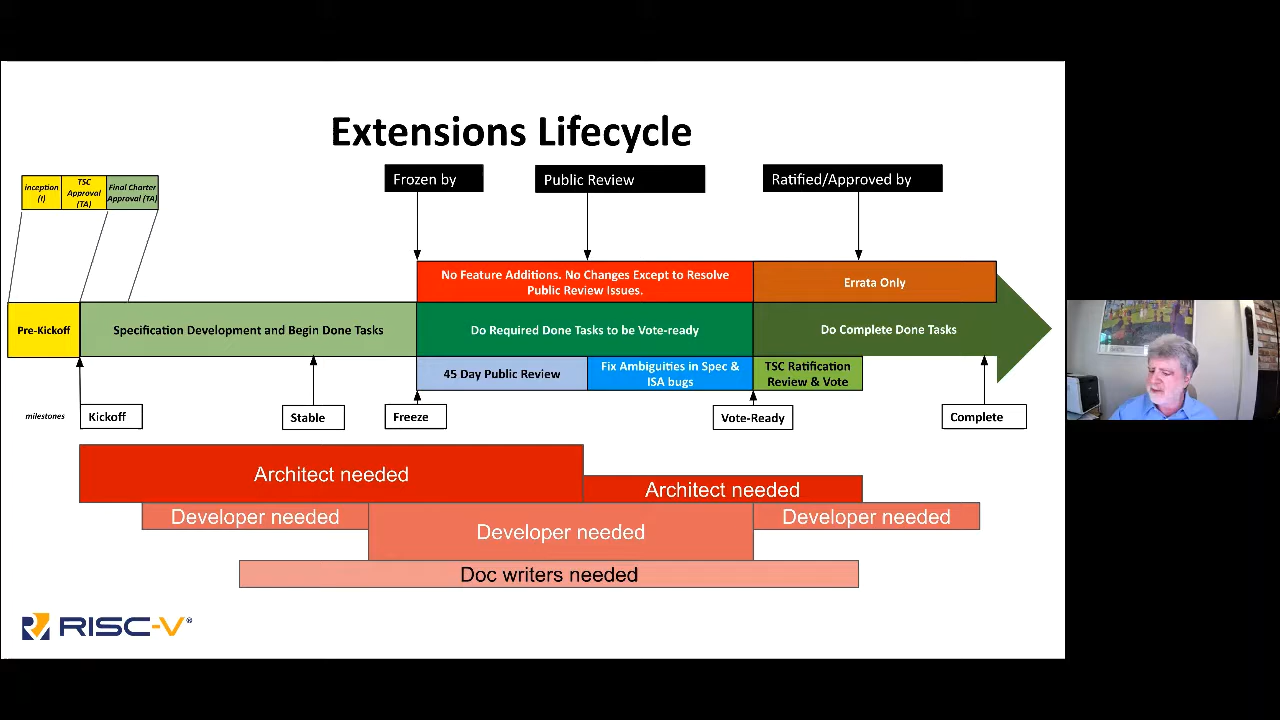 Extensions Lifecycle
Frozen by
Public Review
Ratified/Approved by
inception
(I)
TSC
Approval
(TA)
Final Charter
Approval (TA)
No Feature Additions. No Changes Except to Resolve
Public Review Issues.
Errata Only
Pre-Kickoff
Specification Development and Begin Done Tasks
Do Required Done Tasks to be Vote-ready
Do Complete Done Tasks
45 Day Public Review
Fix Ambiguities in Spec &
ISA bugs
TSC Ratification
Review & Vote
milestones
Kickoff
Stable
Freeze
Vote-Ready
Complete
Architect needed
Architect needed
Developer needed
Developer needed
Developer needed
Doc writers needed
RISC-V®